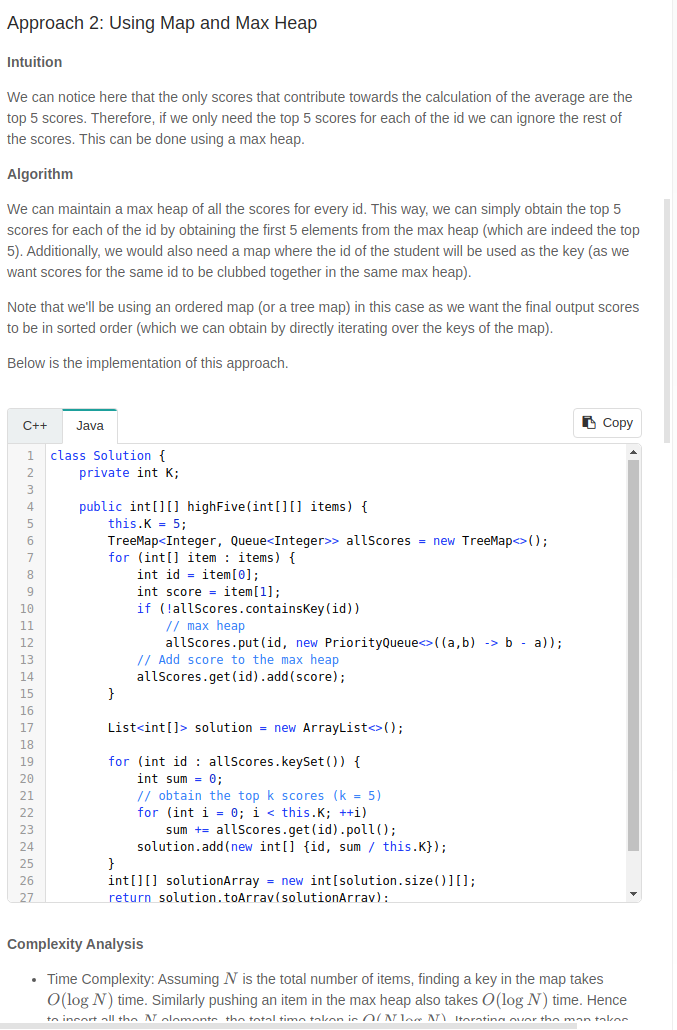 Approach 2: Using Map and Max Heap
Intuition
We can notice here that the only scores that contribute towards the calculation of the average are the
top 5 scores. Therefore, if we only need the top 5 scores for each of the id we can ignore the rest of
the scores. This can be done using a max heap.
Algorithm
We can maintain a max heap of all the scores for every id. This way, we can simply obtain the top 5
scores for each of the id by obtaining the first 5 elements from the max heap (which are indeed the top
5). Additionally, we would also need a map where the id of the student will be used as the key (as we
want scores for the same id to be clubbed together in the same max heap).
Note that we'll be using an ordered map (or a tree map) in this case as we want the final output scores
to be in sorted order (which we can obtain by directly iterating over the keys of the map).
Below is the implementation of this approach.
C++ Java Copy
1 class Solution {
2     private int K;
3
4     public int[][] highFive(int[][] items) {
5         this.K = 5;
6         TreeMap<Integer, Queue<Integer>> allScores = new TreeMap<>();
7         for (int[] item : items) {
8             int id = item[0];
9             int score = item[1];
10             if (!allScores.containsKey(id))
11                 // max heap
12                 allScores.put(id, new PriorityQueue<>((a,b) -> b - a));
13             // Add score to the max heap
14             allScores.get(id).add(score);
15         }
16
17         List<int[]> solution = new ArrayList<>();
18
19         for (int id : allScores.keySet()) {
20             int sum = 0;
21             // obtain the top k scores (k = 5)
22             for (int i = 0; i < this.K; ++i)
23                 sum += allScores.get(id).poll();
24             solution.add(new int[] {id, sum / this.K});
25         }
26         int[][] solutionArray = new int[solution.size()][];
27         return solution.toArray(solutionArray);
Complexity Analysis
• Time Complexity: Assuming N is the total number of items, finding a key in the map takes
O(log N) time. Similarly pushing an item in the max heap also takes O(log N) time. Hence
to insert all the N elements, the total time taken is O(N log N). Iterating over the map takes